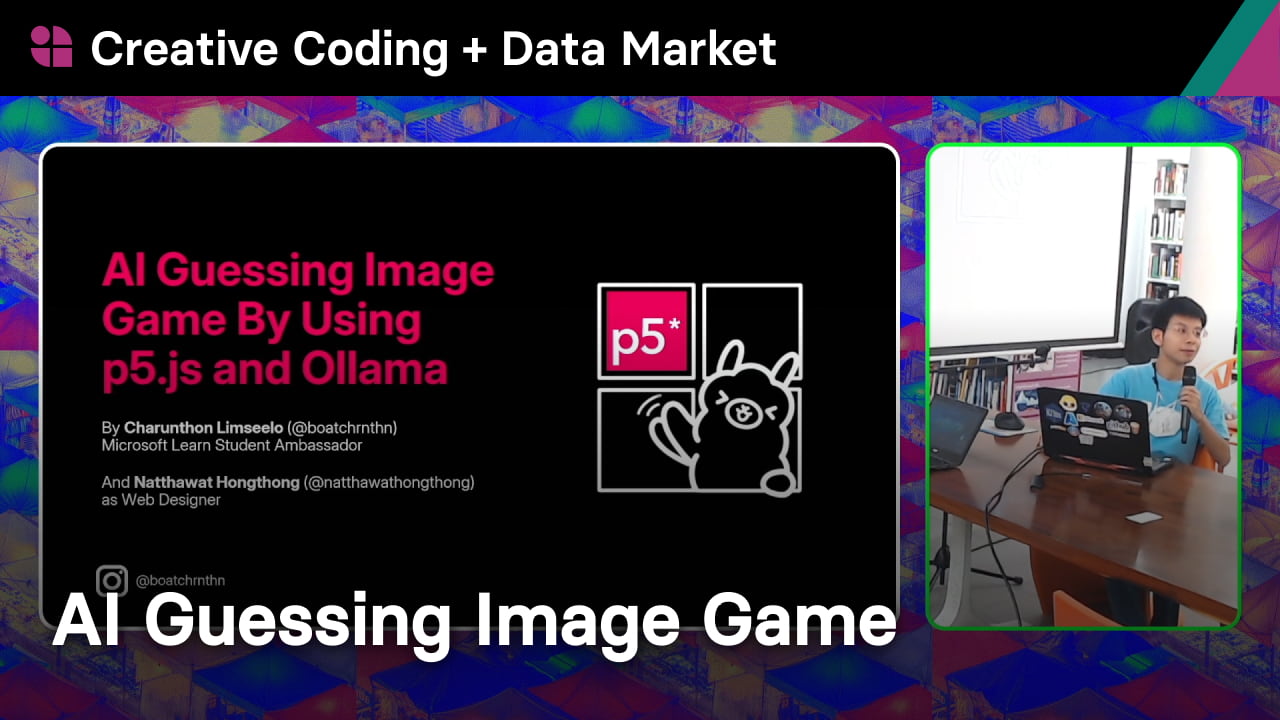 Creative Coding + Data Market
AI Guessing Image
Game By Using
p5.js and Ollama
By Charunthon Limseelo (@boatchrnthn)
Microsoft Learn Student Ambassador
And Natthawat Hongthong (@natthawathongthong)
as Web Designer
p5*
@boatchrnthn
AI Guessing Image Game